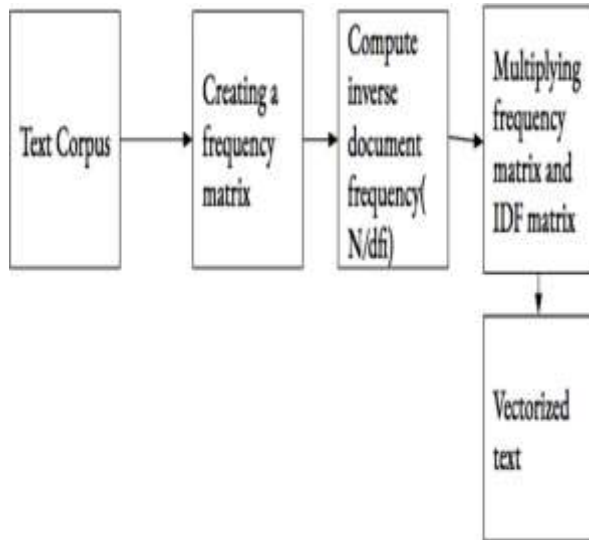 Text Corpus
Creating a
frequency
matrix
Compute
inverse
document
frequency(
N/dfi)
Multiplying
frequency
matrix and
IDF matrix
Vectorized
text